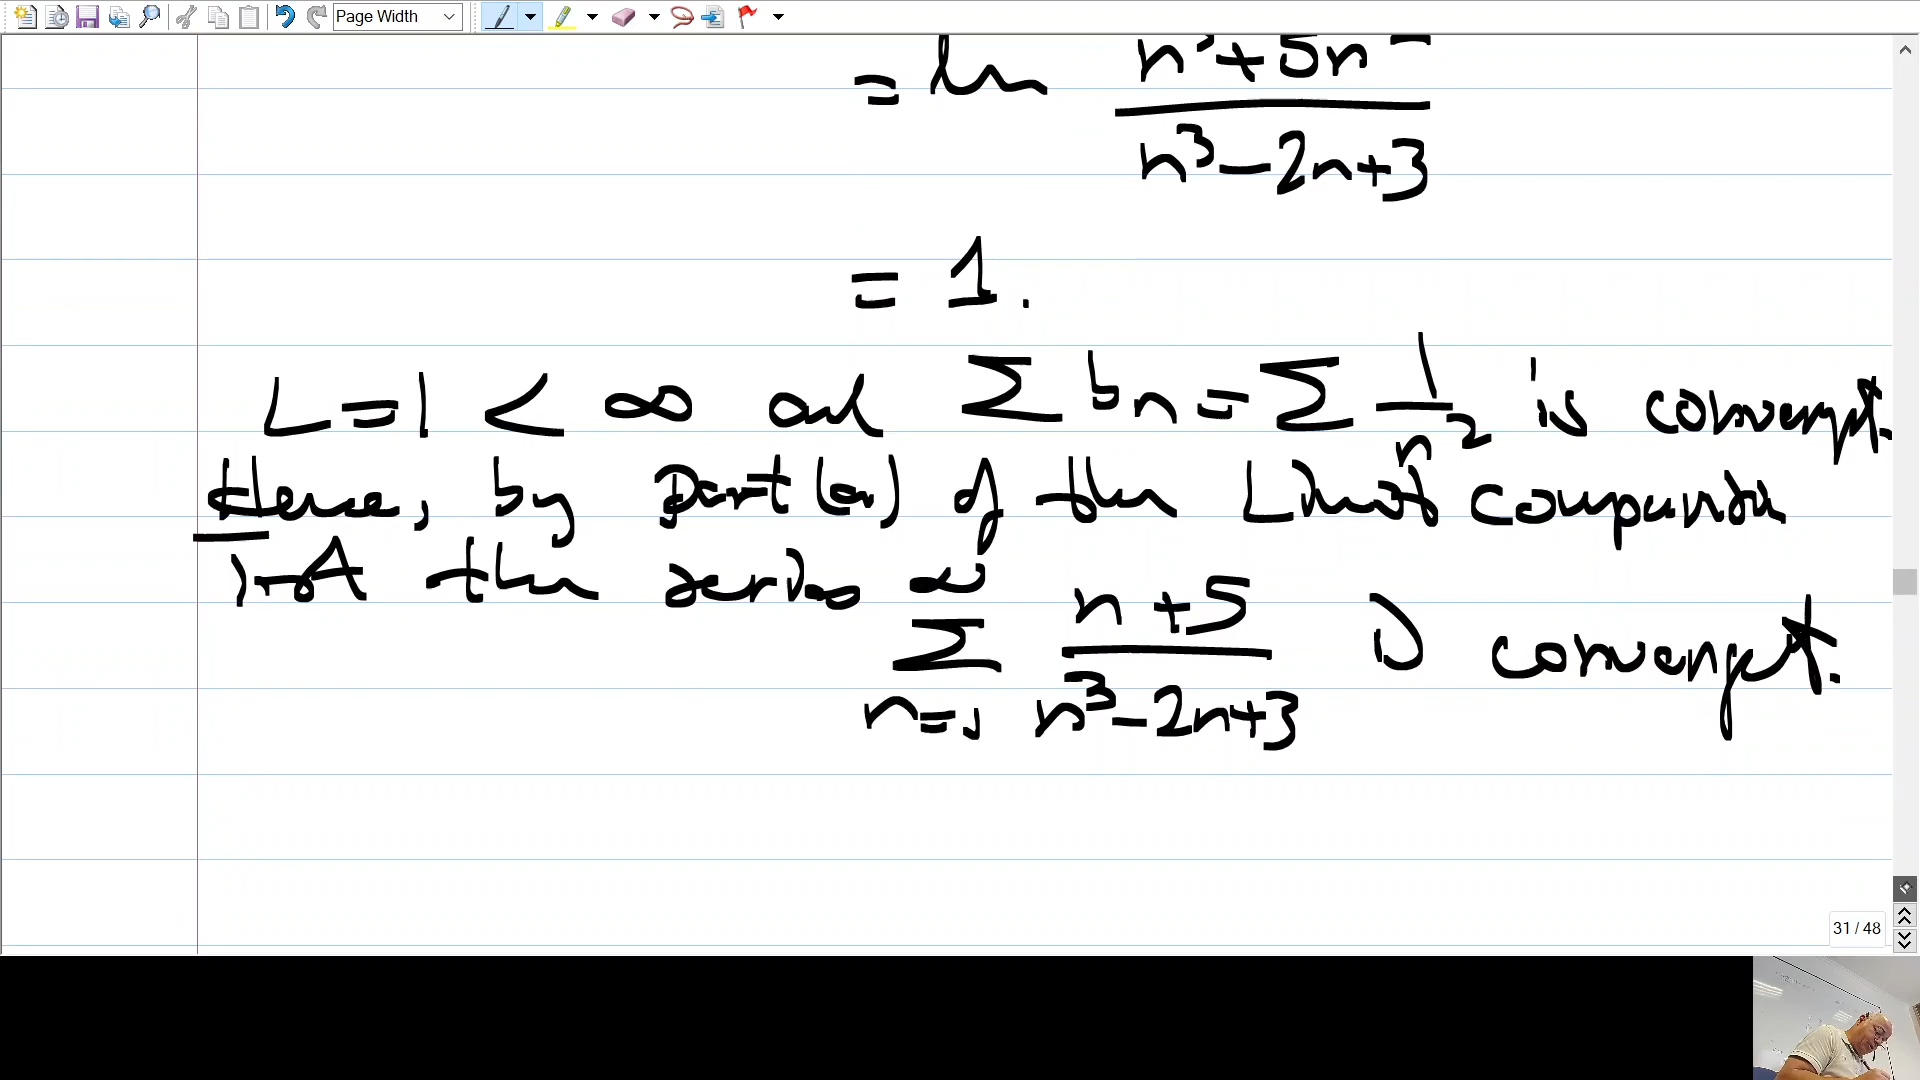 Page Width
= lim n³+5n² / n³-2n+3
= 1.
L=1 < ∞ and Σ bn = Σ 1/n² is convergent.
Hence, by part (a) of the Limit Comparison
Test the series
∞ Σ n=1 n+5 / n³-2n+3 is convergent.
31 / 48